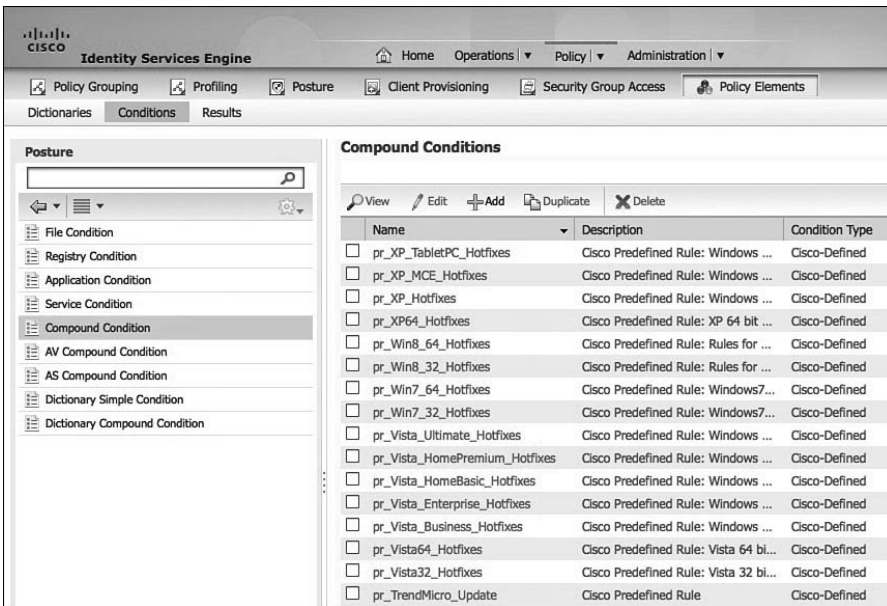 CISCO
Identity Services Engine
Home Operations | ▼ Policy | ▼ Administration | ▼
Policy Grouping Profiling Posture Client Provisioning Security Group Access Policy Elements
Dictionaries Conditions Results
Posture
File Condition
Registry Condition
Application Condition
Service Condition
Compound Condition
AV Compound Condition
AS Compound Condition
Dictionary Simple Condition
Dictionary Compound Condition
Compound Conditions
View Edit Add Duplicate Delete
Name Description Condition Type
pr_XP_TabletPC_Hotfixes Cisco Predefined Rule: Windows ... Cisco-Defined
pr_XP_MCE_Hotfixes Cisco Predefined Rule: Windows ... Cisco-Defined
pr_XP_Hotfixes Cisco Predefined Rule: Windows ... Cisco-Defined
pr_XP64_Hotfixes Cisco Predefined Rule: XP 64 bit ... Cisco-Defined
pr_Win8_64_Hotfixes Cisco Predefined Rule: Rules for ... Cisco-Defined
pr_Win8_32_Hotfixes Cisco Predefined Rule: Rules for ... Cisco-Defined
pr_Win7_64_Hotfixes Cisco Predefined Rule: Windows7... Cisco-Defined
pr_Win7_32_Hotfixes Cisco Predefined Rule: Windows7... Cisco-Defined
pr_Vista_Ultimate_Hotfixes Cisco Predefined Rule: Windows ... Cisco-Defined
pr_Vista_HomePremium_Hotfixes Cisco Predefined Rule: Windows ... Cisco-Defined
pr_Vista_HomeBasic_Hotfixes Cisco Predefined Rule: Windows ... Cisco-Defined
pr_Vista_Enterprise_Hotfixes Cisco Predefined Rule: Windows ... Cisco-Defined
pr_Vista_Business_Hotfixes Cisco Predefined Rule: Windows ... Cisco-Defined
pr_Vista64_Hotfixes Cisco Predefined Rule: Vista 64 bi... Cisco-Defined
pr_Vista32_Hotfixes Cisco Predefined Rule: Vista 32 bi... Cisco-Defined
pr_TrendMicro_Update Cisco Predefined Rule Cisco-Defined